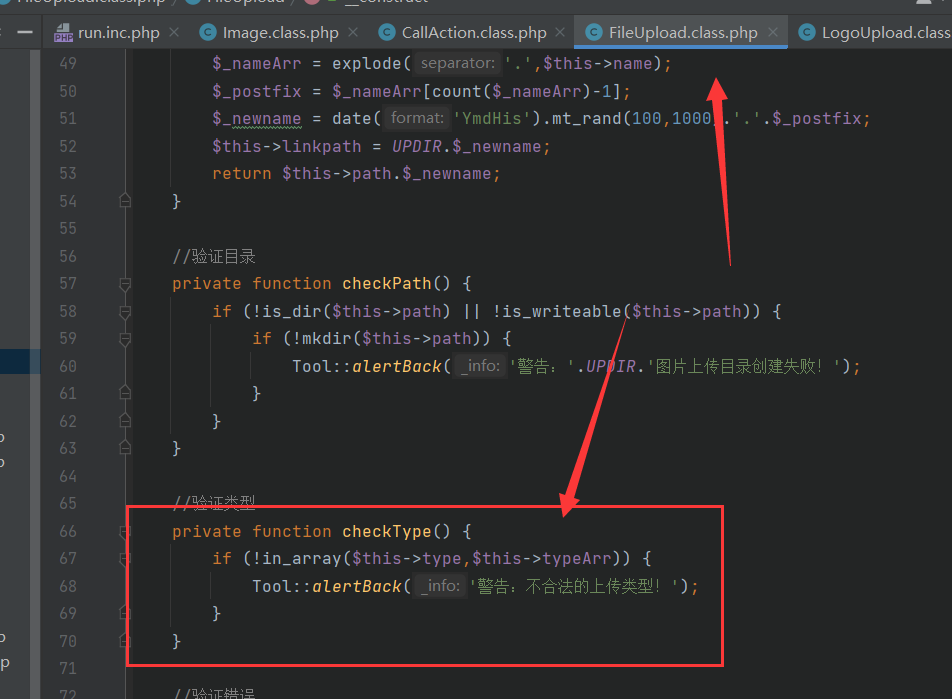 run.inc.php × Image.class.php × CallAction.class.php × FileUpload.class.php × LogoUpload.class
49 $_nameArr = explode( separator: '.',$this->name);
50 $_postfix = $_nameArr[count($_nameArr)-1];
51 $_newname = date( format: 'YmdHis').mt_rand(100,1000).'.'.$_postfix;
52 $this->linkpath = UPDIR.$_newname;
53 return $this->path.$_newname;
54 }
55
56 //验证目录
57 private function checkPath() {
58 if (!is_dir($this->path) || !is_writeable($this->path)) {
59 if (!mkdir($this->path)) {
60 Tool::alertBack( _info: '警告：'.UPDIR.'图片上传目录创建失败！');
61 }
62 }
63 }
64
65 //验证类型
66 private function checkType() {
67 if (!in_array($this->type,$this->typeArr)) {
68 Tool::alertBack( _info: '警告：不合法的上传类型！');
69 }
70 }
71
72 //验证错误